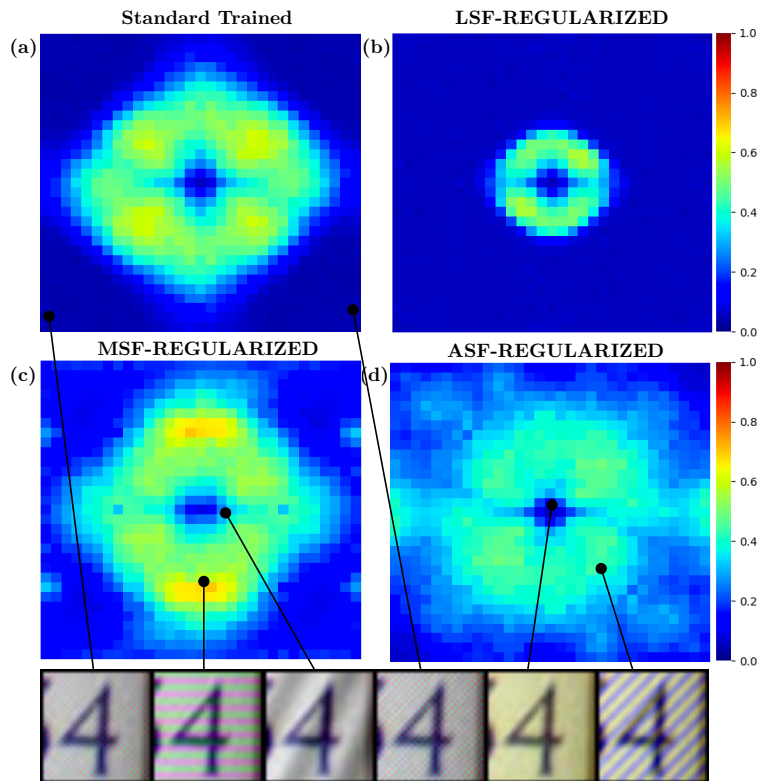 Standard Trained
LSF-REGULARIZED
(a)
(b)
1.0
0.8
0.6
0.4
0.2
0.0
MSF-REGULARIZED
ASF-REGULARIZED
(c)
(d)
1.0
0.8
0.6
0.4
0.2
0.0
4 4 4 4 4 4